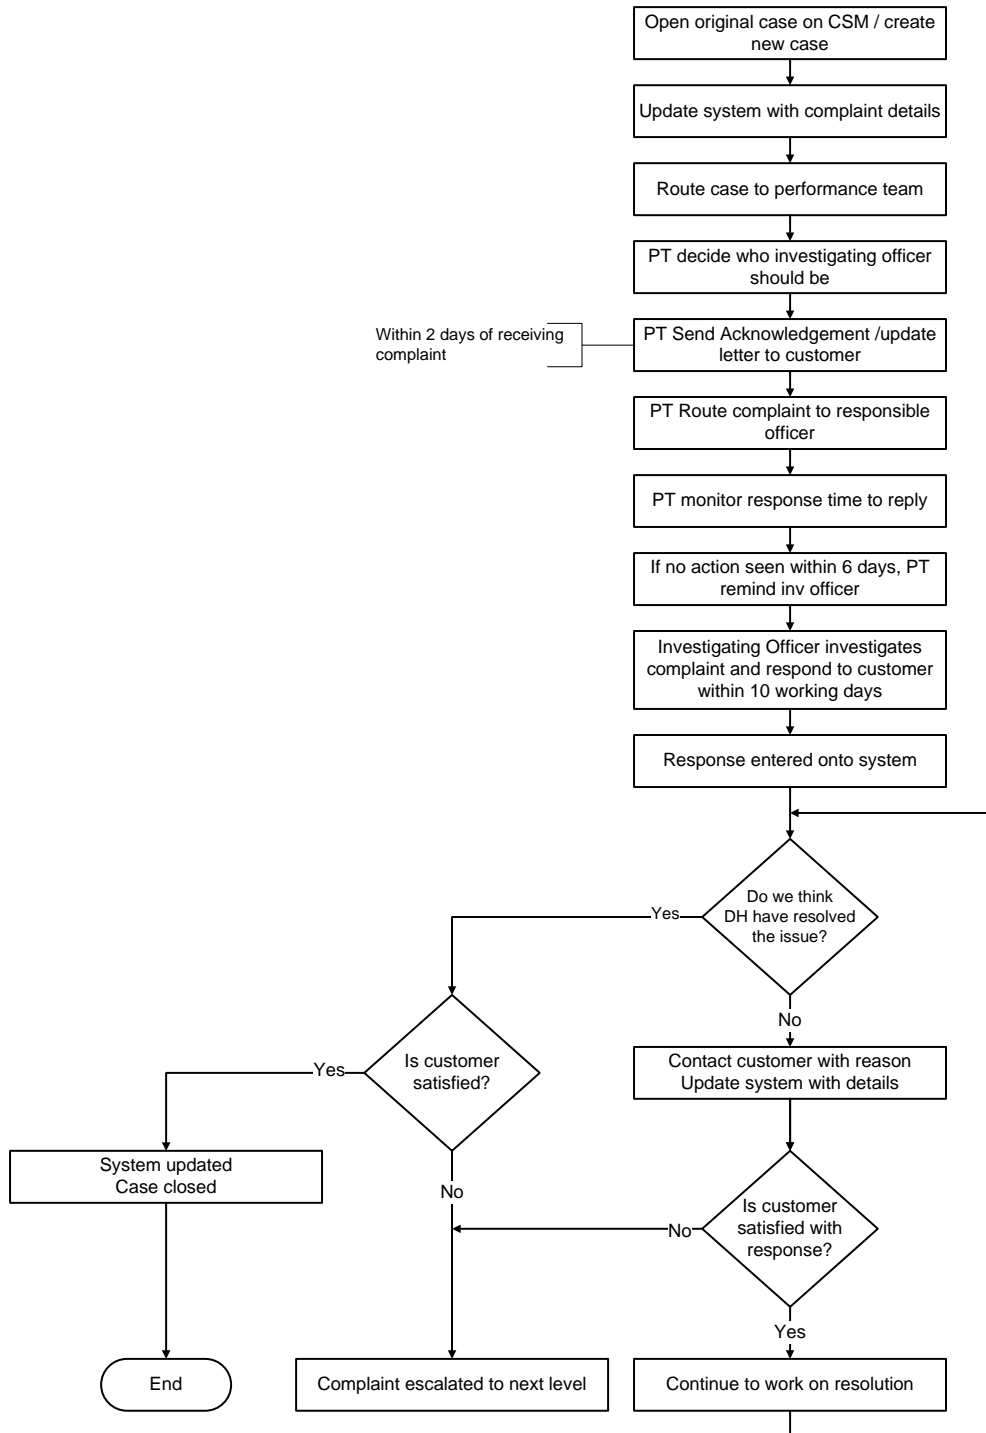 Open original case on CSM / create
new case
Update system with complaint details
Route case to performance team
PT decide who investigating officer
should be
Within 2 days of receiving
complaint
PT Send Acknowledgement /update
letter to customer
PT Route complaint to responsible
officer
PT monitor response time to reply
If no action seen within 6 days, PT
remind inv officer
Investigating Officer investigates
complaint and respond to customer
within 10 working days
Response entered onto system
Do we think
DH have resolved
the issue?
Yes
No
Is customer
satisfied?
Yes
No
Contact customer with reason
Update system with details
System updated
Case closed
Is customer
satisfied with
response?
No
Yes
End
Complaint escalated to next level
Continue to work on resolution